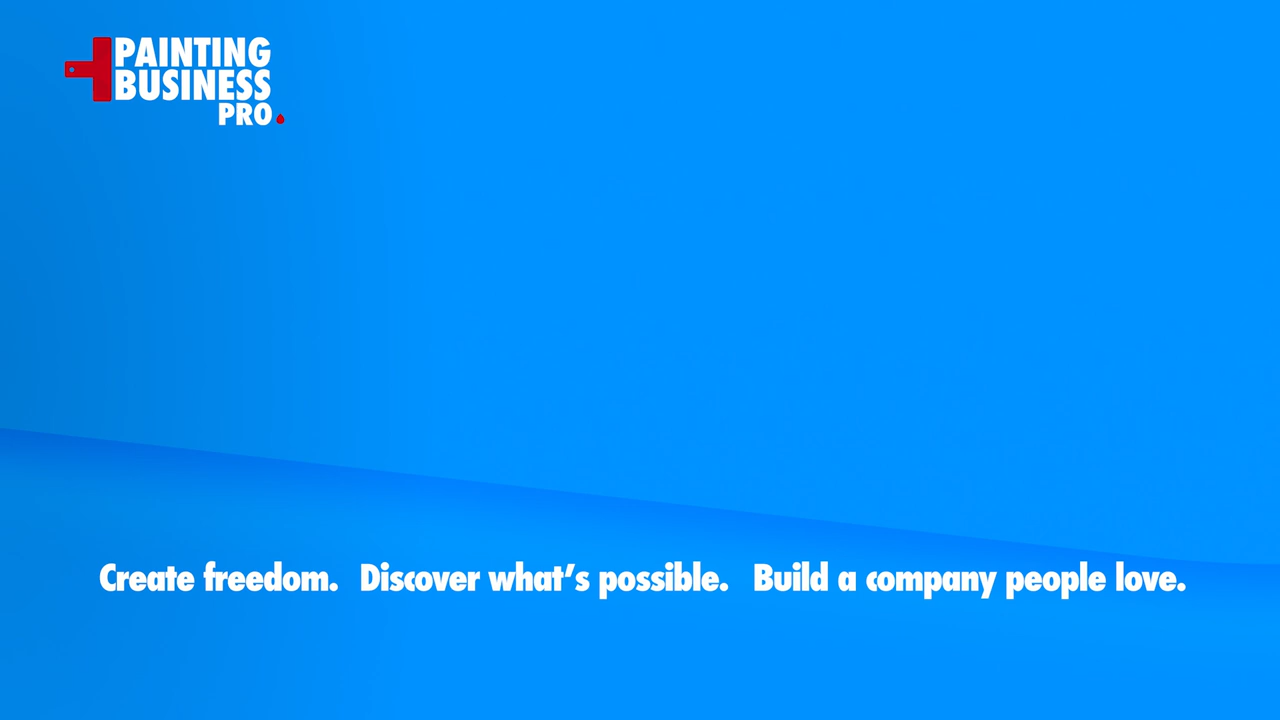 PAINTING
BUSINESS
PRO
Create freedom. Discover what's possible. Build a company people love.